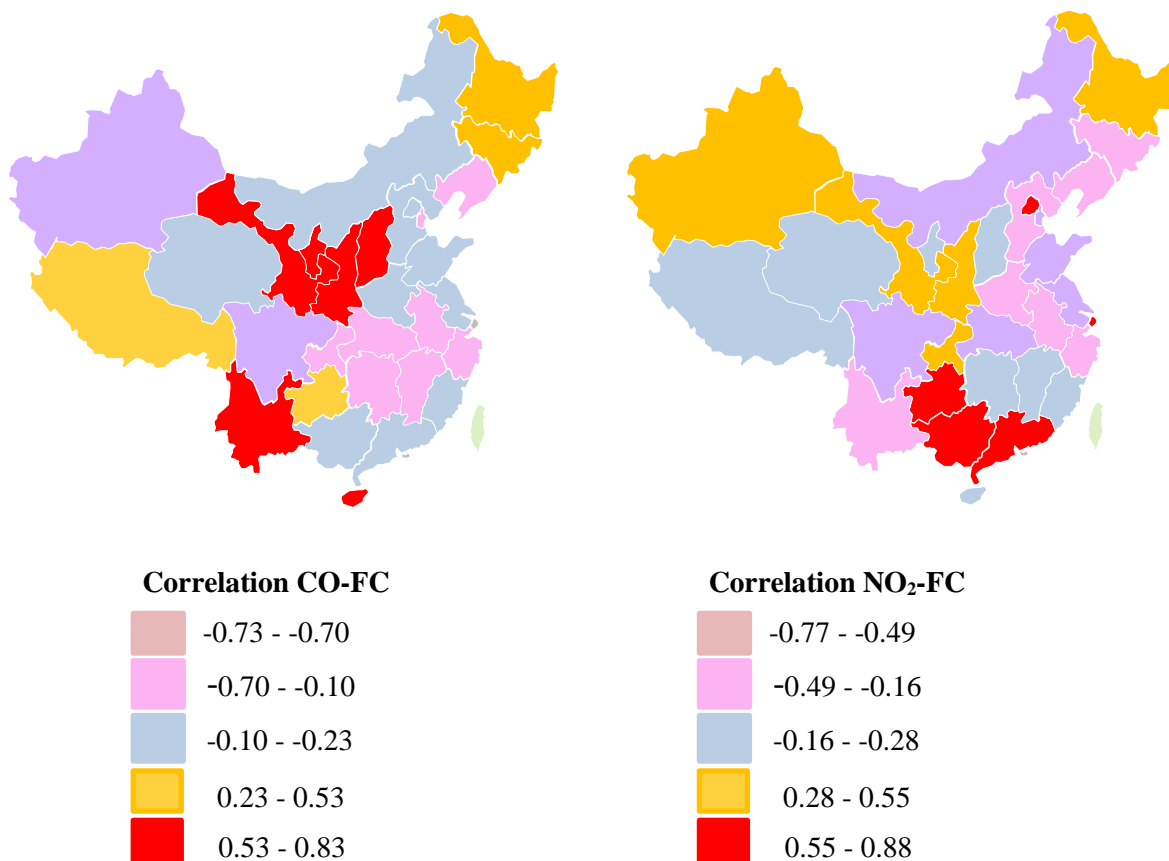 Correlation CO-FC
-0.73 - -0.70
-0.70 - -0.10
-0.10 - -0.23
0.23 - 0.53
0.53 - 0.83
Correlation NO₂-FC
-0.77 - -0.49
-0.49 - -0.16
-0.16 - -0.28
0.28 - 0.55
0.55 - 0.88